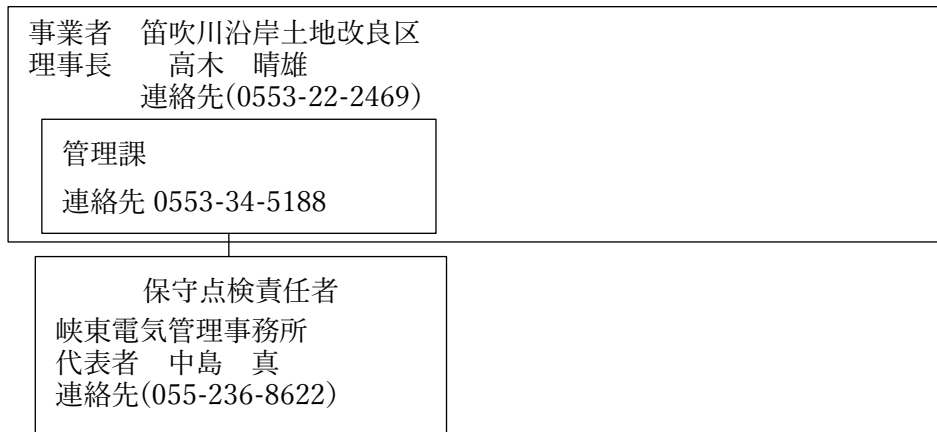 事業者　笛吹川沿岸土地改良区
理事長　　高木　晴雄
連絡先(0553-22-2469)
管理課
連絡先 0553-34-5188
保守点検責任者
峡東電気管理事務所
代表者　中島　真
連絡先(055-236-8622)